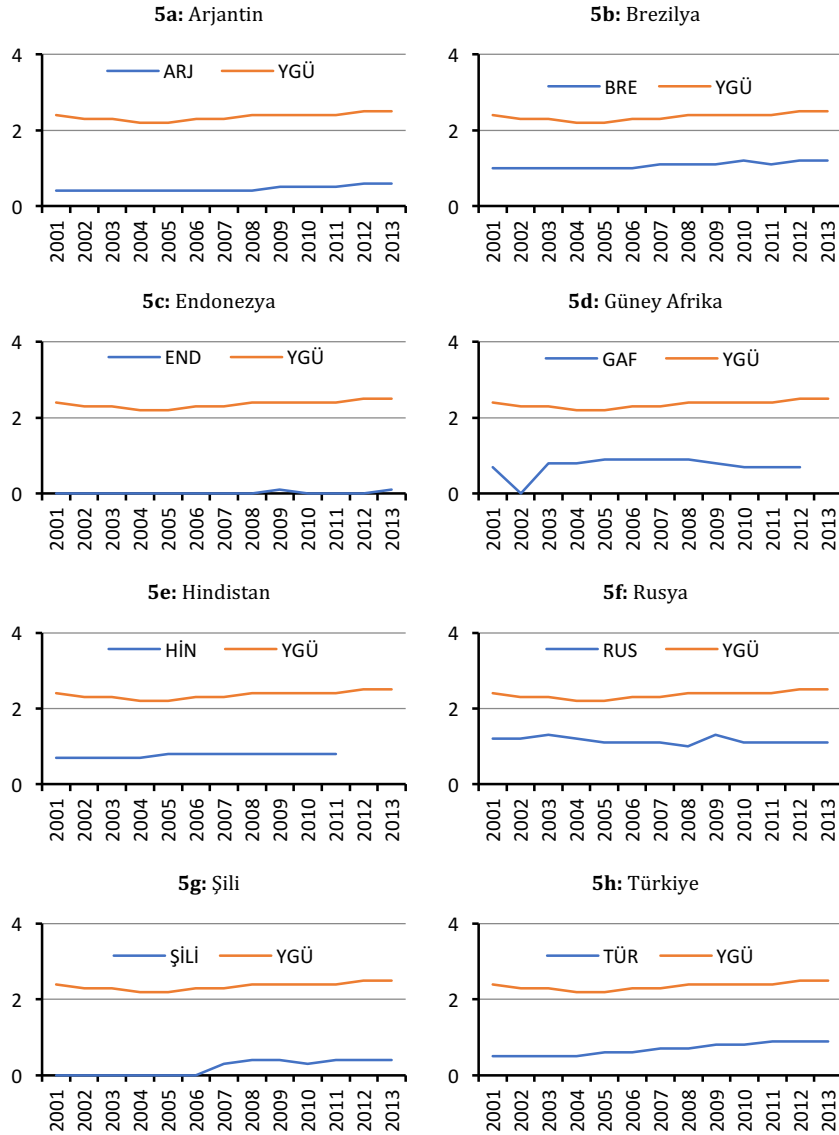 5a: Arjantin
4
2
0
ARJ YGÜ
2001 2002 2003 2004 2005 2006 2007 2008 2009 2010 2011 2012 2013
5b: Brezilya
4
2
0
BRE YGÜ
2001 2002 2003 2004 2005 2006 2007 2008 2009 2010 2011 2012 2013
5c: Endonezya
4
2
0
END YGÜ
2001 2002 2003 2004 2005 2006 2007 2008 2009 2010 2011 2012 2013
5d: Güney Afrika
4
2
0
GAF YGÜ
2001 2002 2003 2004 2005 2006 2007 2008 2009 2010 2011 2012 2013
5e: Hindistan
4
2
0
HİN YGÜ
2001 2002 2003 2004 2005 2006 2007 2008 2009 2010 2011 2012 2013
5f: Rusya
4
2
0
RUS YGÜ
2001 2002 2003 2004 2005 2006 2007 2008 2009 2010 2011 2012 2013
5g: Şili
4
2
0
ŞİLİ YGÜ
2001 2002 2003 2004 2005 2006 2007 2008 2009 2010 2011 2012 2013
5h: Türkiye
4
2
0
TÜR YGÜ
2001 2002 2003 2004 2005 2006 2007 2008 2009 2010 2011 2012 2013